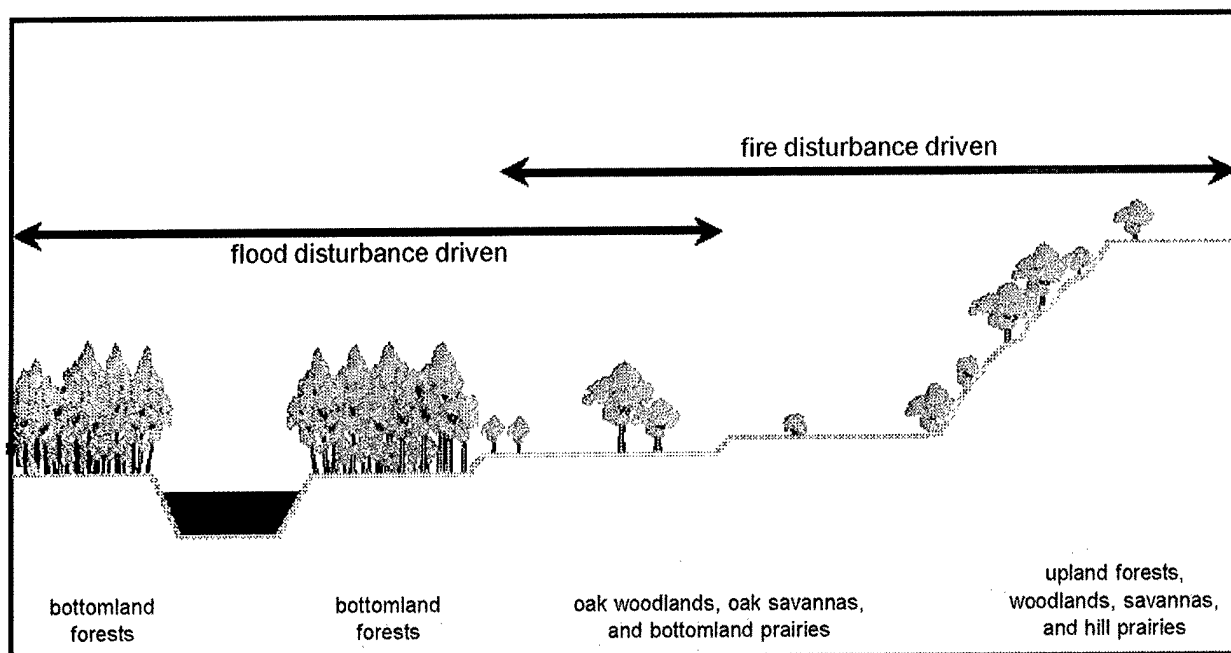 fire disturbance driven
flood disturbance driven
bottomland
forests
bottomland
forests
oak woodlands, oak savannas,
and bottomland prairies
upland forests,
woodlands, savannas,
and hill prairies